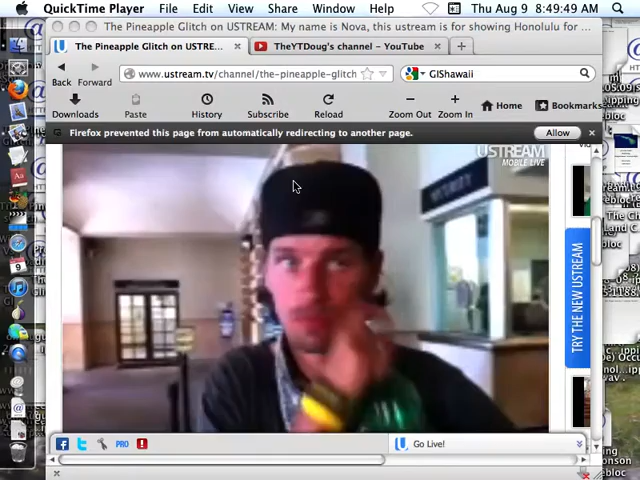 QuickTime Player File Edit View Share Window Help Thu Aug 9 8:49:49 AM
The Pineapple Glitch on USTREAM: My name is Nova, this ustream is for showing Honolulu for ...
The Pineapple Glitch on USTRE...
TheYTDoug's channel - YouTube
Back Forward
www.ustream.tv/channel/the-pineapple-glitch
GIShawaii
Downloads Paste History Subscribe Reload Zoom Out Zoom In Home Bookmarks
Firefox prevented this page from automatically redirecting to another page. Allow
USTREAM
MOBILE LIVE
TRY THE NEW USTREAM
PRO
Go Live!